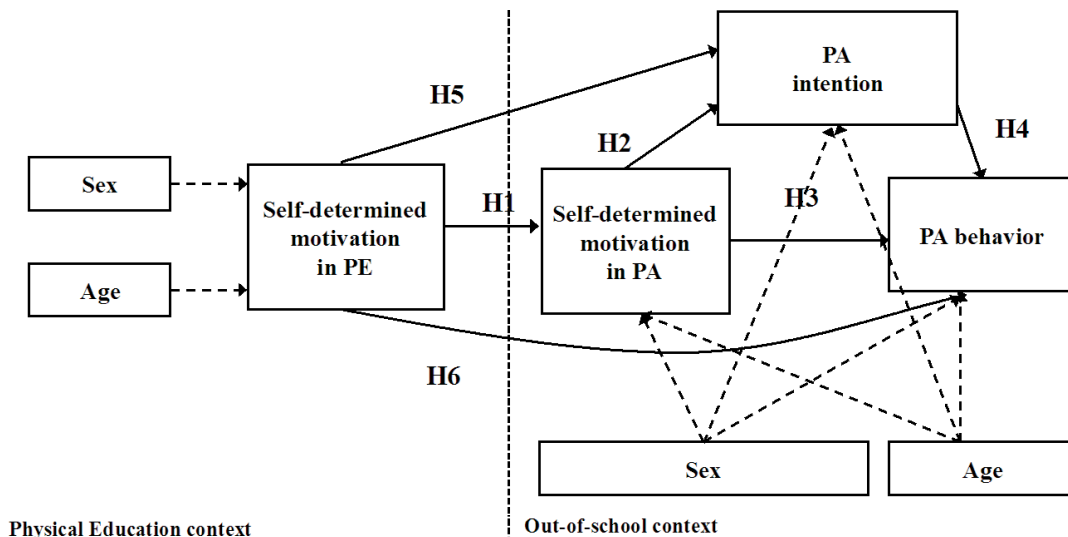 PA
intention
H5
H4
H2
Sex
H1
H3
Self-determined
motivation
in PE
Self-determined
motivation
in PA
PA behavior
Age
H6
Sex
Age
Physical Education context
Out-of-school context